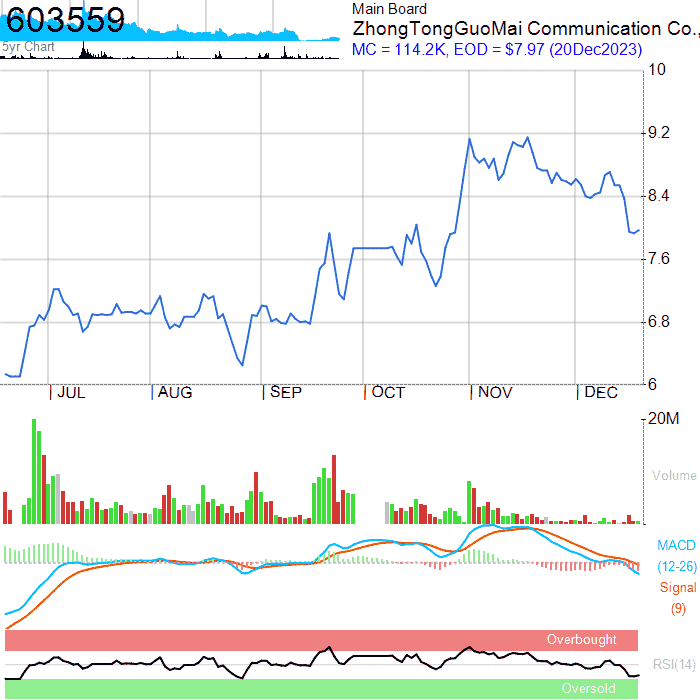 603559
5yr Chart
Main Board
ZhongTongGuoMai Communication Co.,
MC = 114.2K, EOD = $7.97 (20Dec2023)
10
9.2
8.4
7.6
6.8
6
JUL AUG SEP OCT NOV DEC
20M
Volume
MACD
(12-26)
Signal
(9)
Overbought
RSI(14)
Oversold